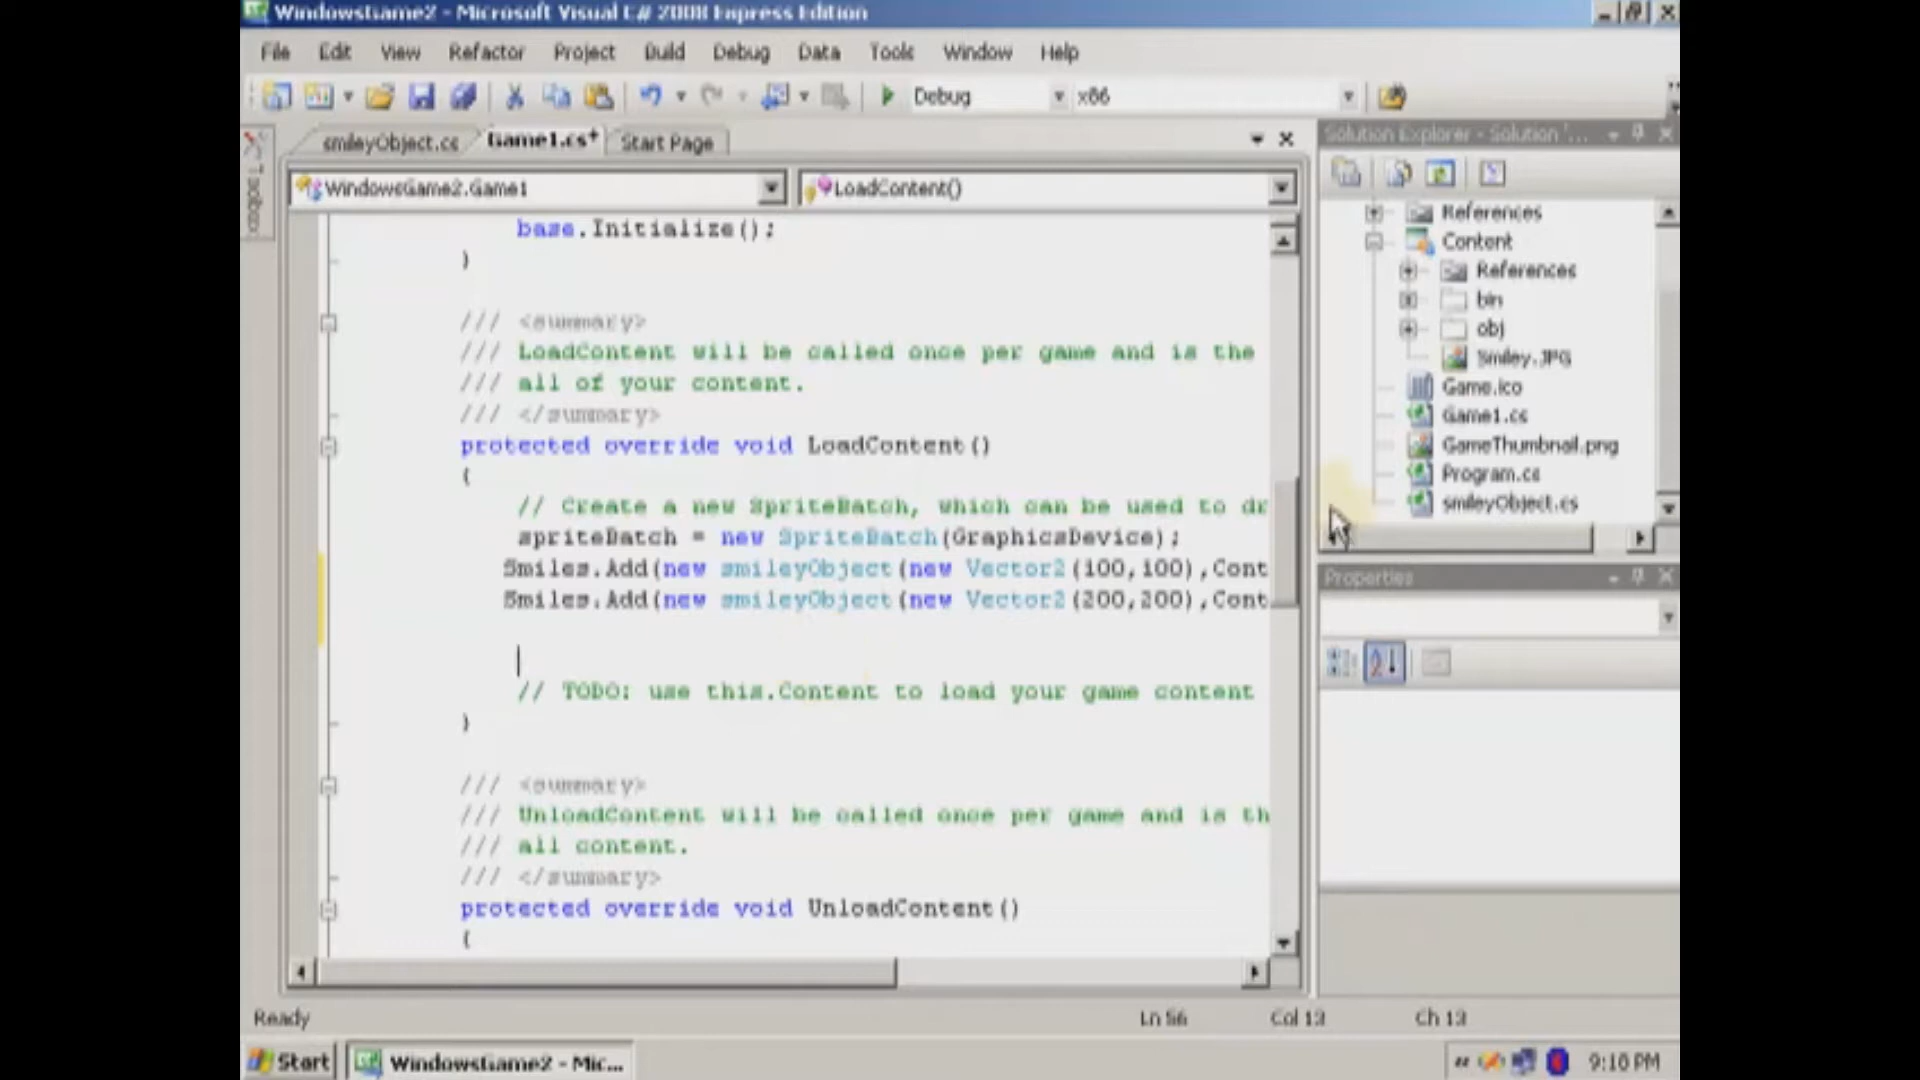 WindowsGame2 - Microsoft Visual C# 2008 Express Edition
File Edit View Refactor Project Build Debug Data Tools Window Help
Debug x86
smileyObject.cs Game1.cs* Start Page
Solution Explorer - Solution '...
Toolbox
WindowsGame2.Game1 LoadContent()
base.Initialize();
}
/// <summary>
/// LoadContent will be called once per game and is the
/// all of your content.
/// </summary>
protected override void LoadContent()
{
// Create a new SpriteBatch, which can be used to dr
spriteBatch = new SpriteBatch(GraphicsDevice);
Smiles.Add(new smileyObject(new Vector2(100,100),Cont
Smiles.Add(new smileyObject(new Vector2(200,200),Cont
// TODO: use this.Content to load your game content
}
/// <summary>
/// UnloadContent will be called once per game and is th
/// all content.
/// </summary>
protected override void UnloadContent()
{
References
Content
References
bin
obj
Smiley.JPG
Game.ico
Game1.cs
GameThumbnail.png
Program.cs
smileyObject.cs
Properties
Ready Ln 56 Col 13 Ch 13
Start WindowsGame2 - Mic... 9:10 PM